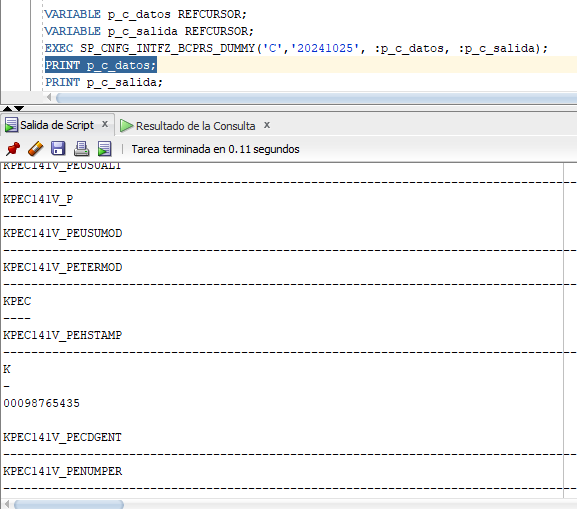 VARIABLE p_c_datos REFCURSOR;
VARIABLE p_c_salida REFCURSOR;
EXEC SP_CNFG_INTFZ_BCPRS_DUMMY('C','20241025', :p_c_datos, :p_c_salida);
PRINT p_c_datos;
PRINT p_c_salida;
Salida de Script x Resultado de la Consulta x
Tarea terminada en 0.11 segundos
KPEC141V_PEUSUALT
--------------------------------------------------------------------------------
KPEC141V_P
----------
KPEC141V_PEUSUMOD
--------------------------------------------------------------------------------
KPEC141V_PETERMOD
--------------------------------------------------------------------------------
KPEC
----
KPEC141V_PEHSTAMP
--------------------------------------------------------------------------------
K
-
00098765435
KPEC141V_PECDGENT
--------------------------------------------------------------------------------
KPEC141V_PENUMPER
--------------------------------------------------------------------------------